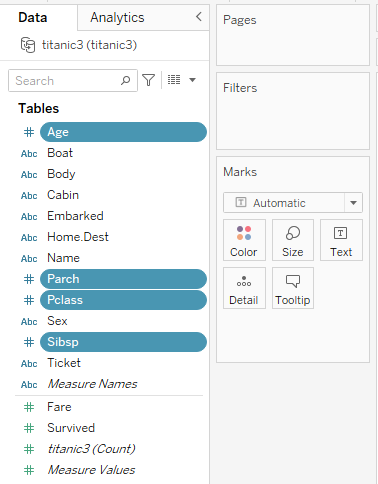 Data Analytics
titanic3 (titanic3)
Search
Tables
# Age
Abc Boat
Abc Body
Abc Cabin
Abc Embarked
Abc Home.Dest
Abc Name
# Parch
# Pclass
Abc Sex
# Sibsp
Abc Ticket
Abc Measure Names
# Fare
# Survived
# titanic3 (Count)
# Measure Values
Pages
Filters
Marks
T Automatic
Color Size T Text
Detail Tooltip